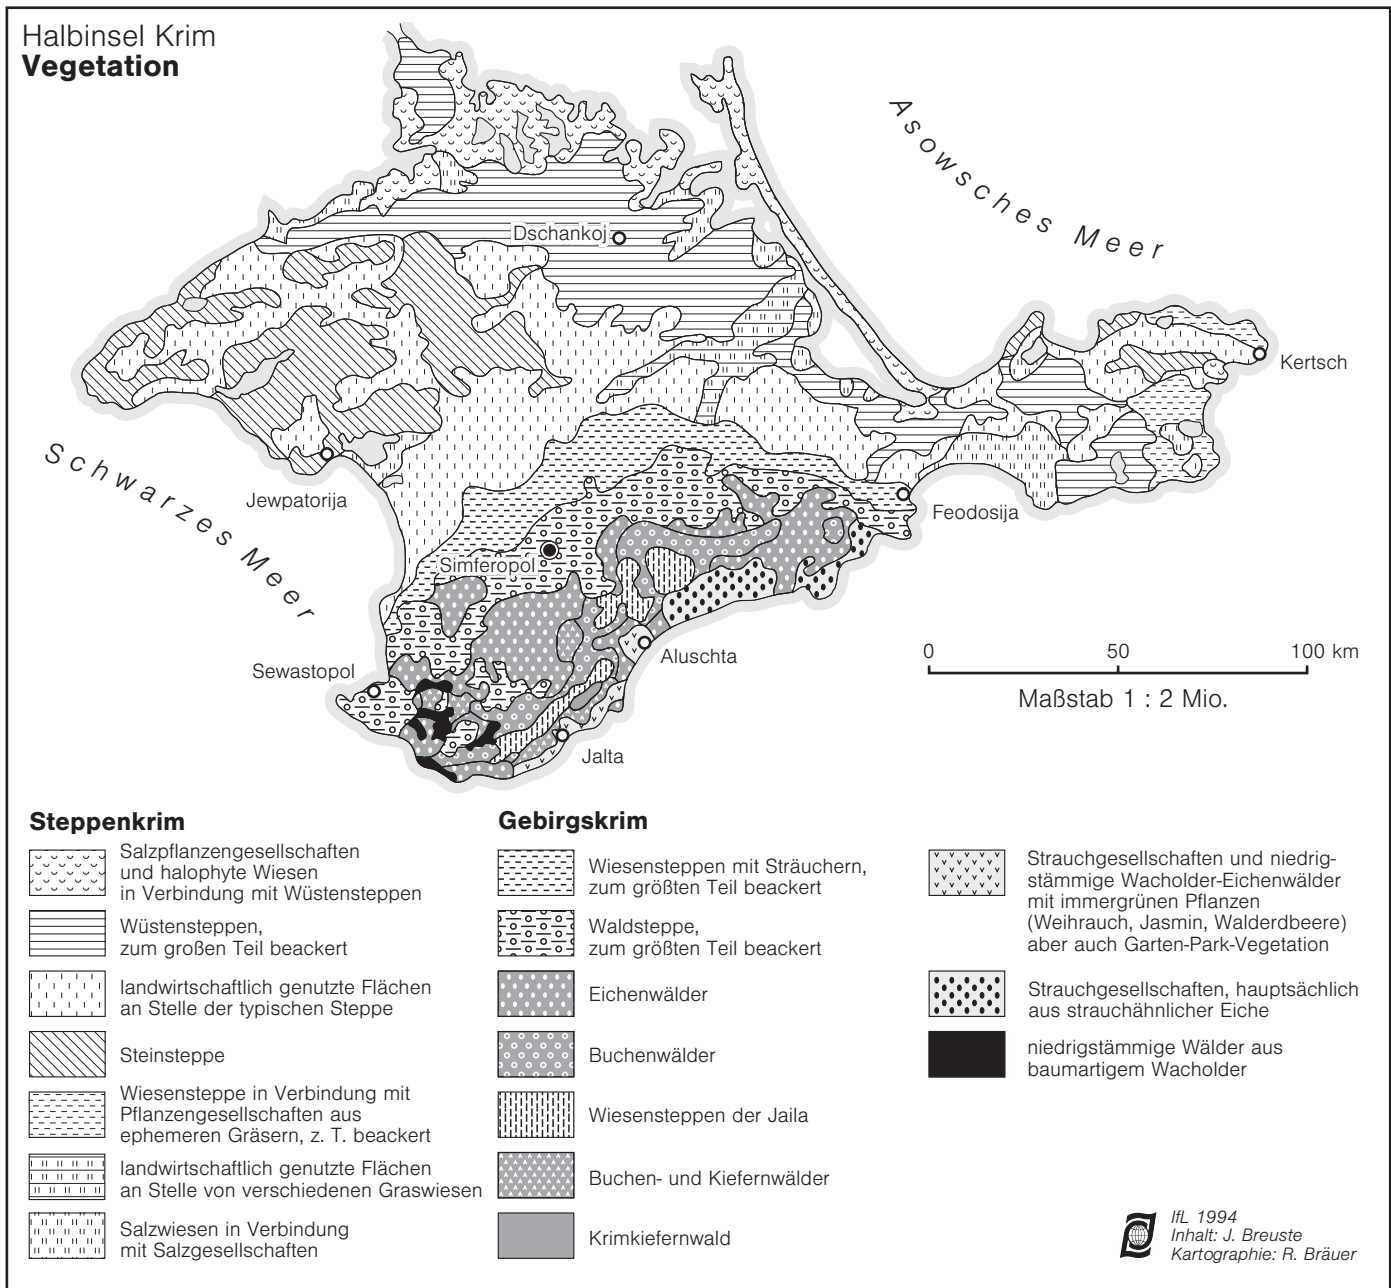 Halbinsel Krim
Vegetation
Asowsches Meer
Dschankoj
Kertsch
Schwarzes Meer
Jewpatorija
Feodosija
Simferopol
Aluschta
Sewastopol
Jalta
0 50 100 km
Maßstab 1 : 2 Mio.
Steppenkrim
Salzpflanzengesellschaften
und halophyte Wiesen
in Verbindung mit Wüstensteppen
Wüstensteppen,
zum großen Teil beackert
landwirtschaftlich genutzte Flächen
an Stelle der typischen Steppe
Steinsteppe
Wiesensteppe in Verbindung mit
Pflanzengesellschaften aus
ephemeren Gräsern, z. T. beackert
landwirtschaftlich genutzte Flächen
an Stelle von verschiedenen Graswiesen
Salzwiesen in Verbindung
mit Salzgesellschaften
Gebirgskrim
Wiesensteppen mit Sträuchern,
zum größten Teil beackert
Waldsteppe,
zum größten Teil beackert
Eichenwälder
Buchenwälder
Wiesensteppen der Jaila
Buchen- und Kiefernwälder
Krimkiefernwald
Strauchgesellschaften und niedrig-
stämmige Wacholder-Eichenwälder
mit immergrünen Pflanzen
(Weihrauch, Jasmin, Walderdbeere)
aber auch Garten-Park-Vegetation
Strauchgesellschaften, hauptsächlich
aus strauchähnlicher Eiche
niedrigstämmige Wälder aus
baumartigem Wacholder
IfL 1994
Inhalt: J. Breuste
Kartographie: R. Bräuer